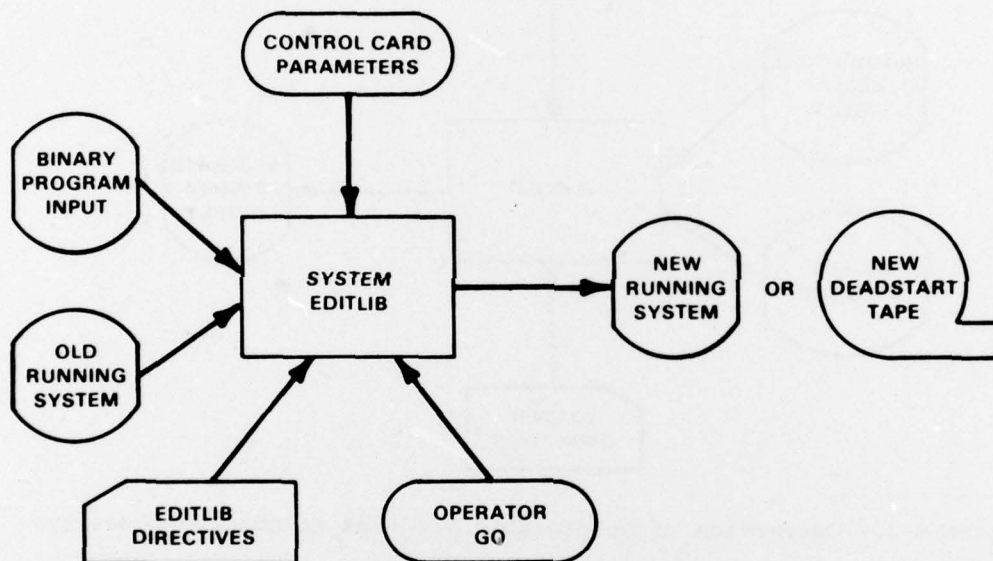 CONTROL CARD
PARAMETERS
BINARY
PROGRAM
INPUT
SYSTEM
EDITLIB
NEW
RUNNING
SYSTEM
OR
NEW
DEADSTART
TAPE
OLD
RUNNING
SYSTEM
EDITLIB
DIRECTIVES
OPERATOR
GO